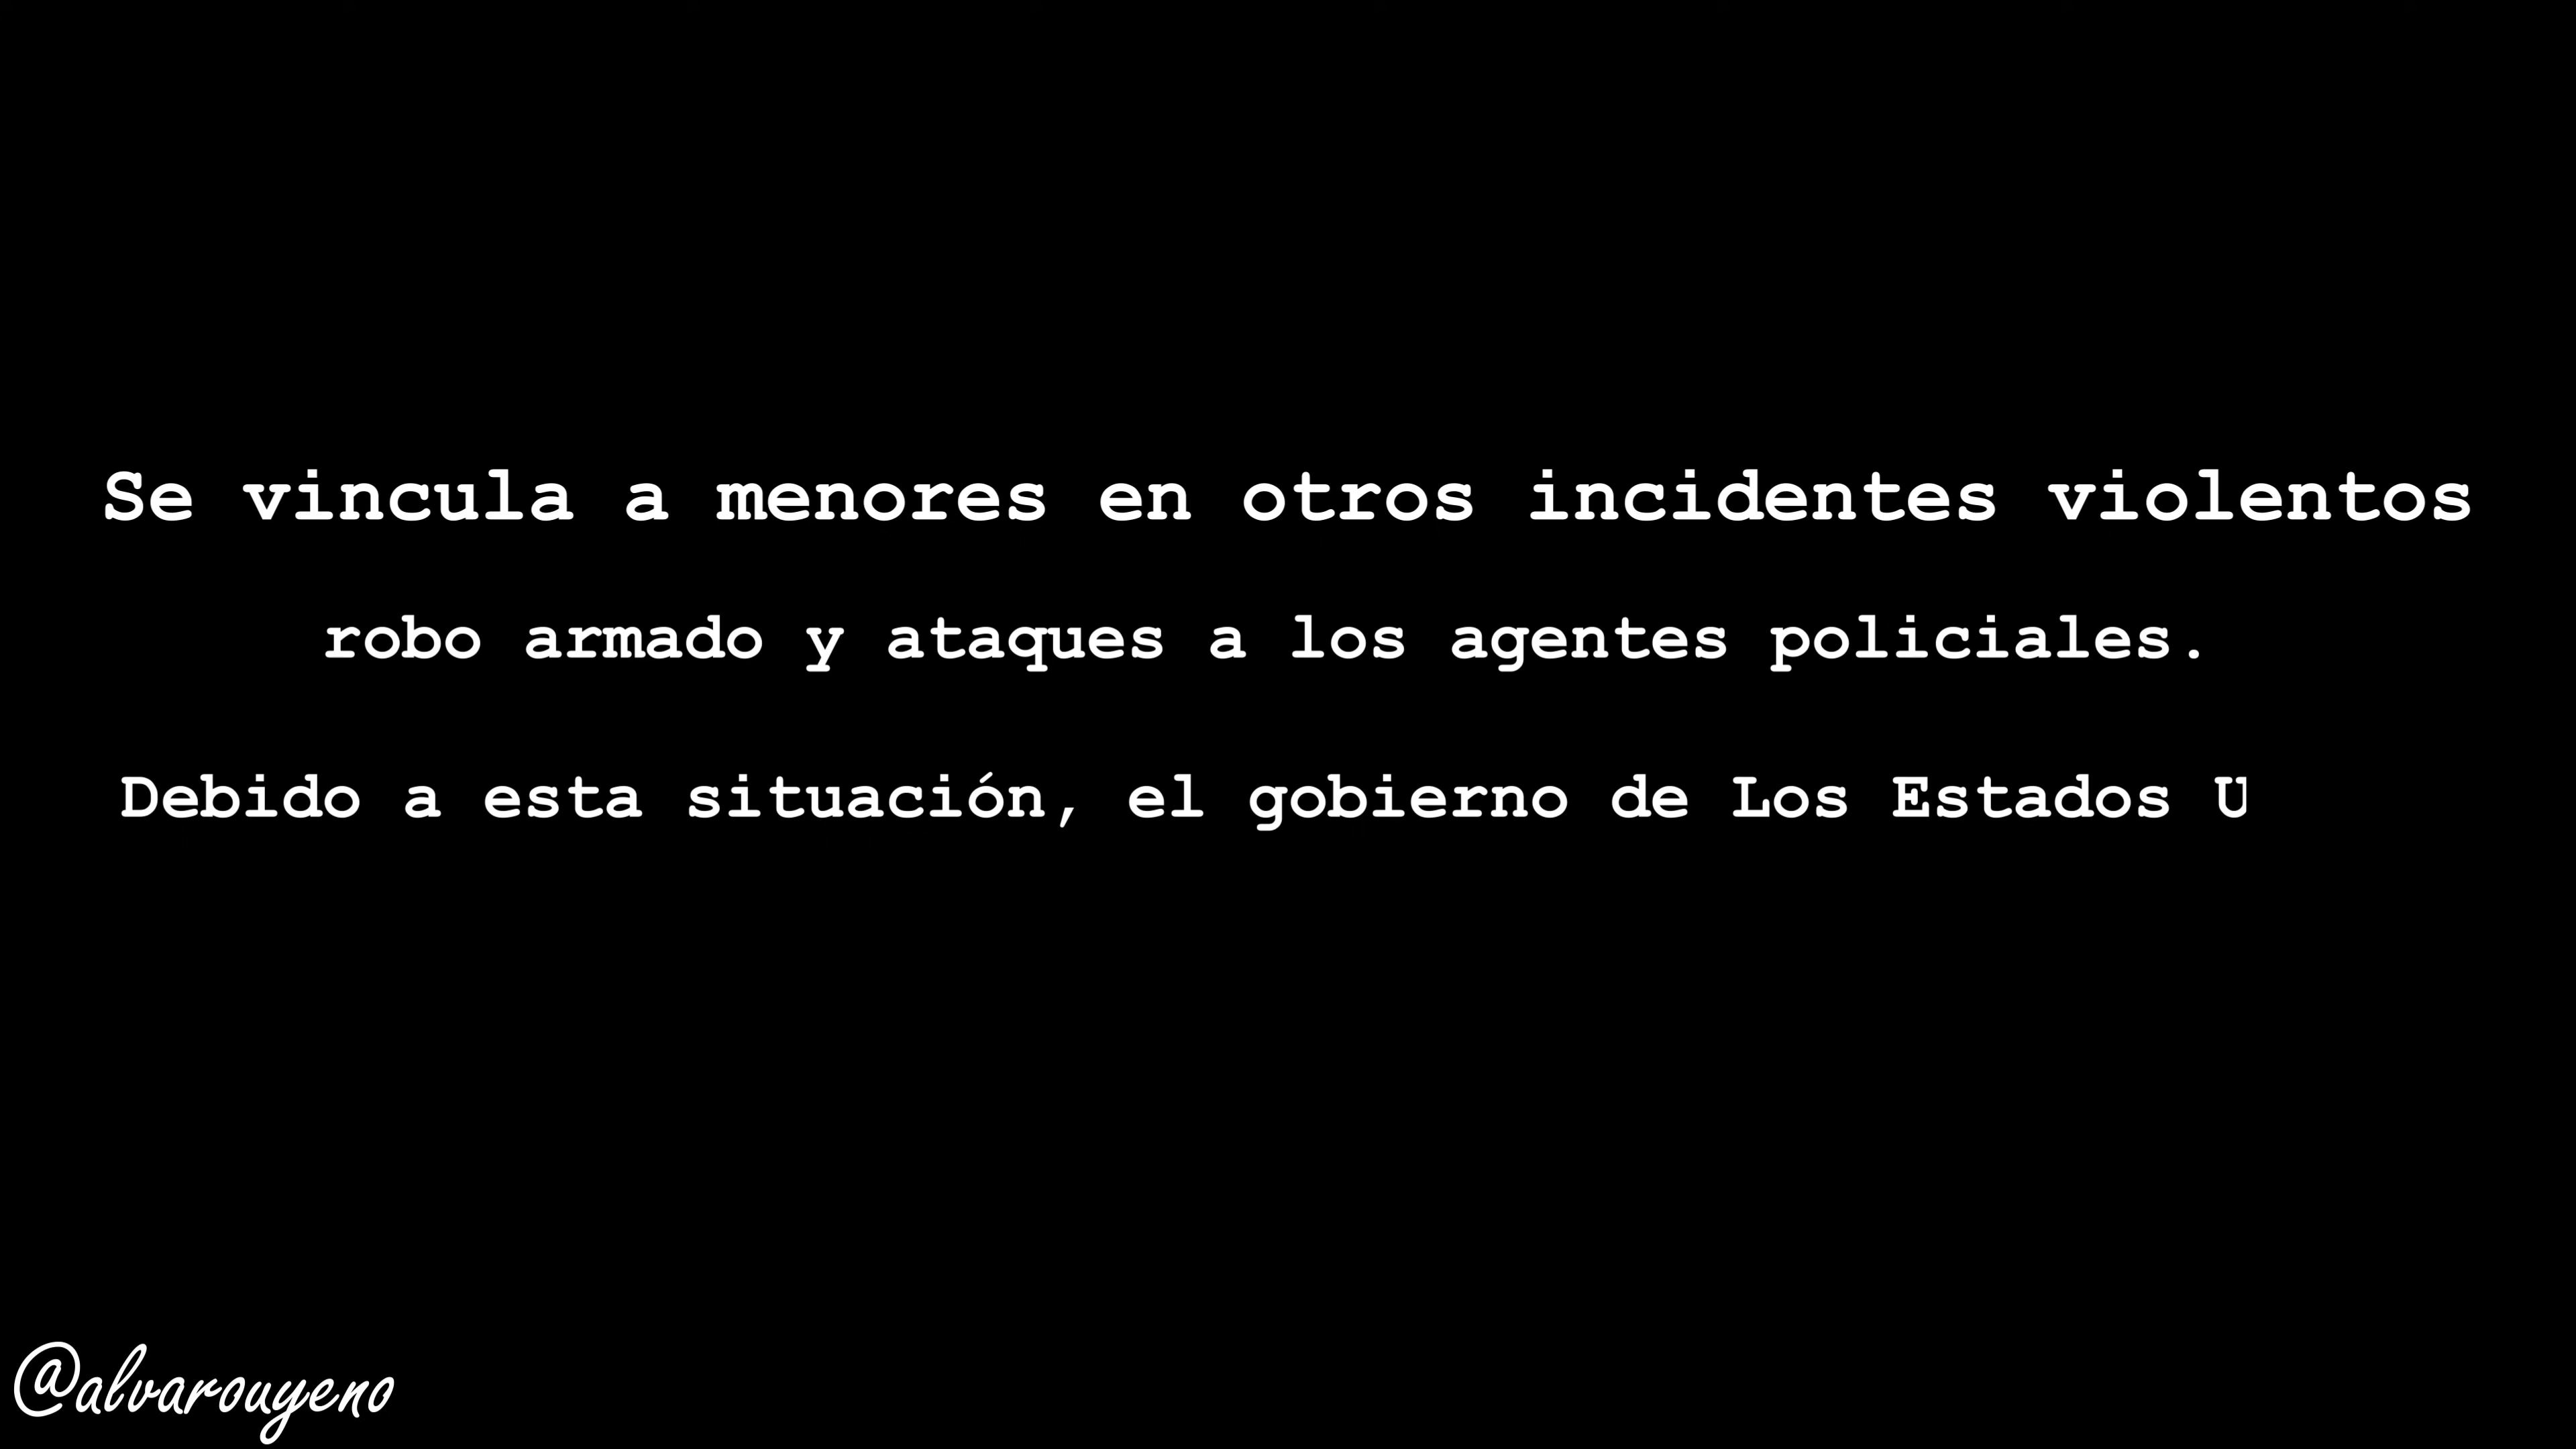 Se vincula a menores en otros incidentes violentos
robo armado y ataques a los agentes policiales.
Debido a esta situación, el gobierno de Los Estados U
@alvarouyeno